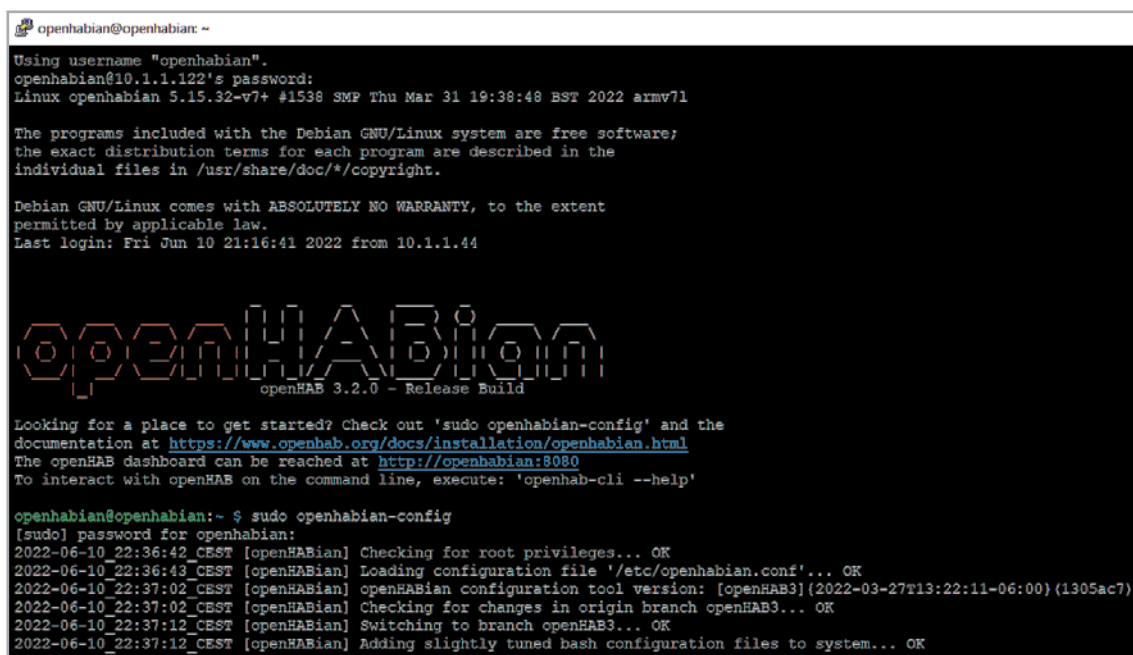 openhabian@openhabian: ~
Using username "openhabian".
openhabian@10.1.1.122's password:
Linux openhabian 5.15.32-v7+ #1538 SMP Thu Mar 31 19:38:48 BST 2022 armv7l
The programs included with the Debian GNU/Linux system are free software;
the exact distribution terms for each program are described in the
individual files in /usr/share/doc/*/copyright.
Debian GNU/Linux comes with ABSOLUTELY NO WARRANTY, to the extent
permitted by applicable law.
Last login: Fri Jun 10 21:16:41 2022 from 10.1.1.44
openHABian
openHAB 3.2.0 - Release Build
Looking for a place to get started? Check out 'sudo openhabian-config' and the
documentation at https://www.openhab.org/docs/installation/openhabian.html
The openHAB dashboard can be reached at http://openhabian:8080
To interact with openHAB on the command line, execute: 'openhab-cli --help'
openhabian@openhabian:~ $ sudo openhabian-config
[sudo] password for openhabian:
2022-06-10_22:36:42_CEST [openHABian] Checking for root privileges... OK
2022-06-10_22:36:43_CEST [openHABian] Loading configuration file '/etc/openhabian.conf'... OK
2022-06-10_22:37:02_CEST [openHABian] openHABian configuration tool version: [openHAB3]{2022-03-27T13:22:11-06:00}(1305ac7)
2022-06-10_22:37:02_CEST [openHABian] Checking for changes in origin branch openHAB3... OK
2022-06-10_22:37:12_CEST [openHABian] Switching to branch openHAB3... OK
2022-06-10_22:37:12_CEST [openHABian] Adding slightly tuned bash configuration files to system... OK